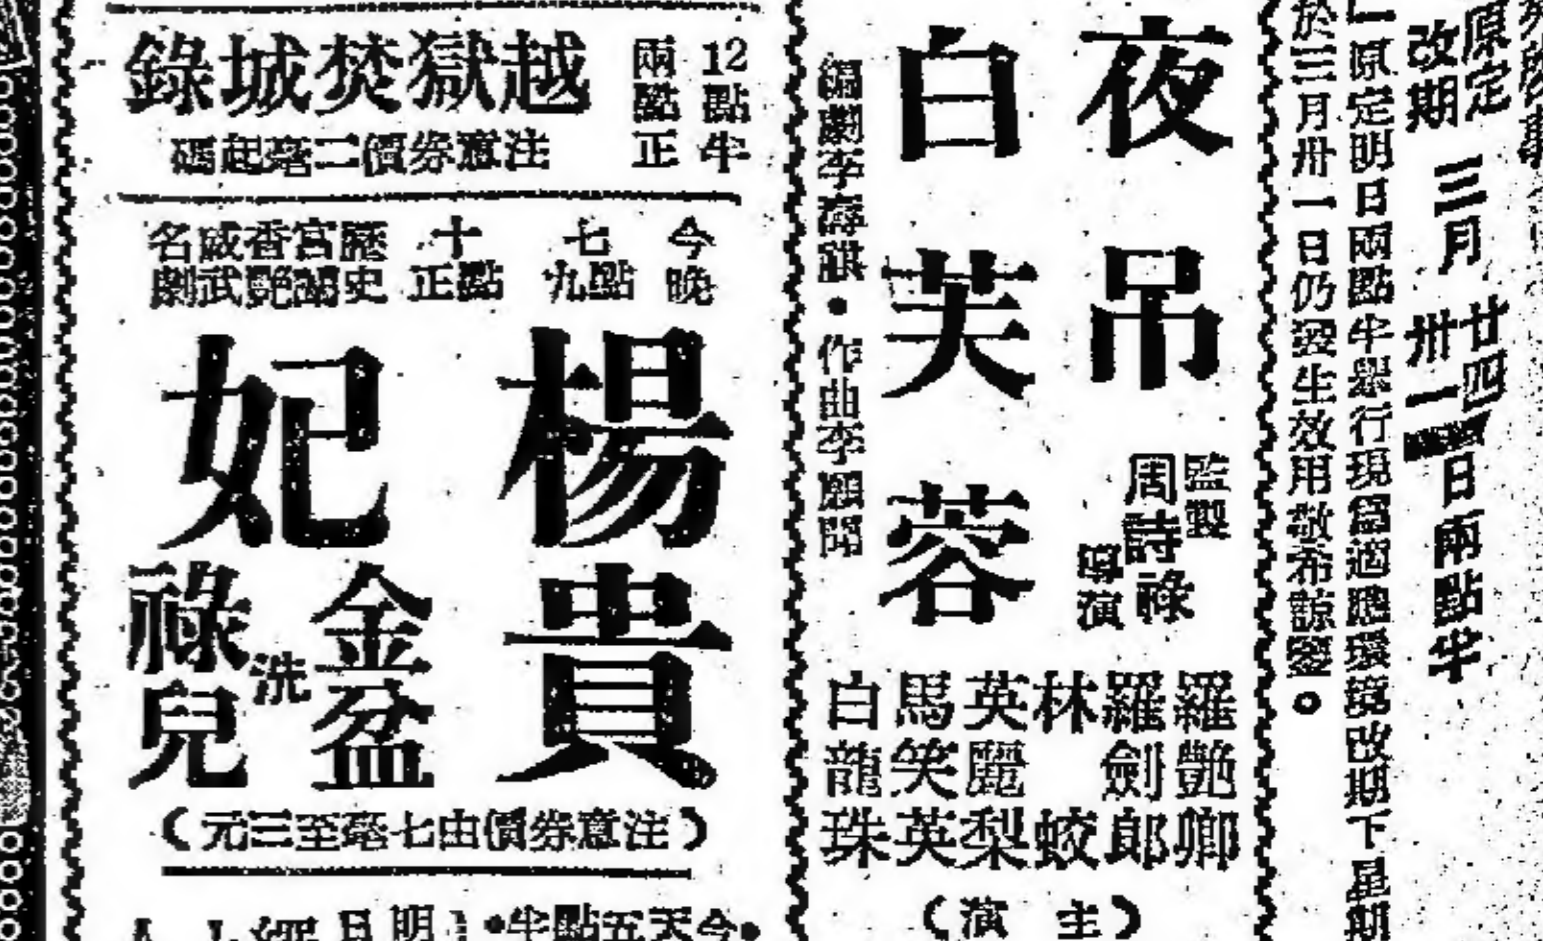 原定
改期
三月
廿四
卅一
日兩點半
原定明日兩點半舉行現為適應環境改期下星期
於三月卅一日仍發生效用敬希諒鑒。
夜吊
白芙蓉
監製
周詩祿
導演
編劇李海祺•作曲李願聞
羅艷卿
羅劍郎
林蛟
英麗梨
馬笑英
白龍珠
(主演)
12點半
兩點正
越獄焚城錄
注意券價二毫起碼
今晚
七點九
十點正
歷史
宮闈
香艷
威武
名劇
楊貴妃
金盆
洗
祿兒
(注意券價由七毫至三元)
•今天五點半•
明日